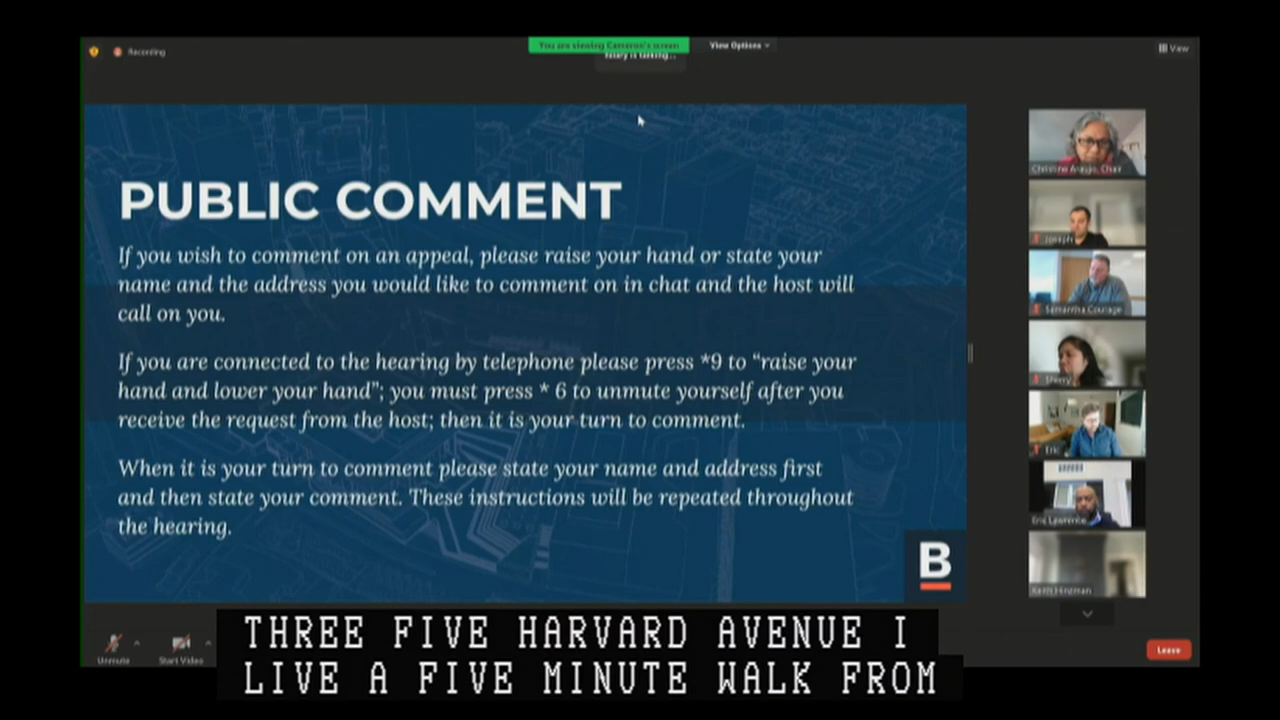 Recording
You are viewing Cameron's screen
View Options
View
is talking...
PUBLIC COMMENT
If you wish to comment on an appeal, please raise your hand or state your
name and the address you would like to comment on in chat and the host will
call on you.
If you are connected to the hearing by telephone please press *9 to “raise your
hand and lower your hand”; you must press * 6 to unmute yourself after you
receive the request from the host; then it is your turn to comment.
When it is your turn to comment please state your name and address first
and then state your comment. These instructions will be repeated throughout
the hearing.
B
Christine Araujo, Chair
Joseph
Samantha Courage
Sherry
Eric
Eric Lawrence
Keith Hinzman
Unmute
Start Video
Leave
THREE FIVE HARVARD AVENUE I
LIVE A FIVE MINUTE WALK FROM